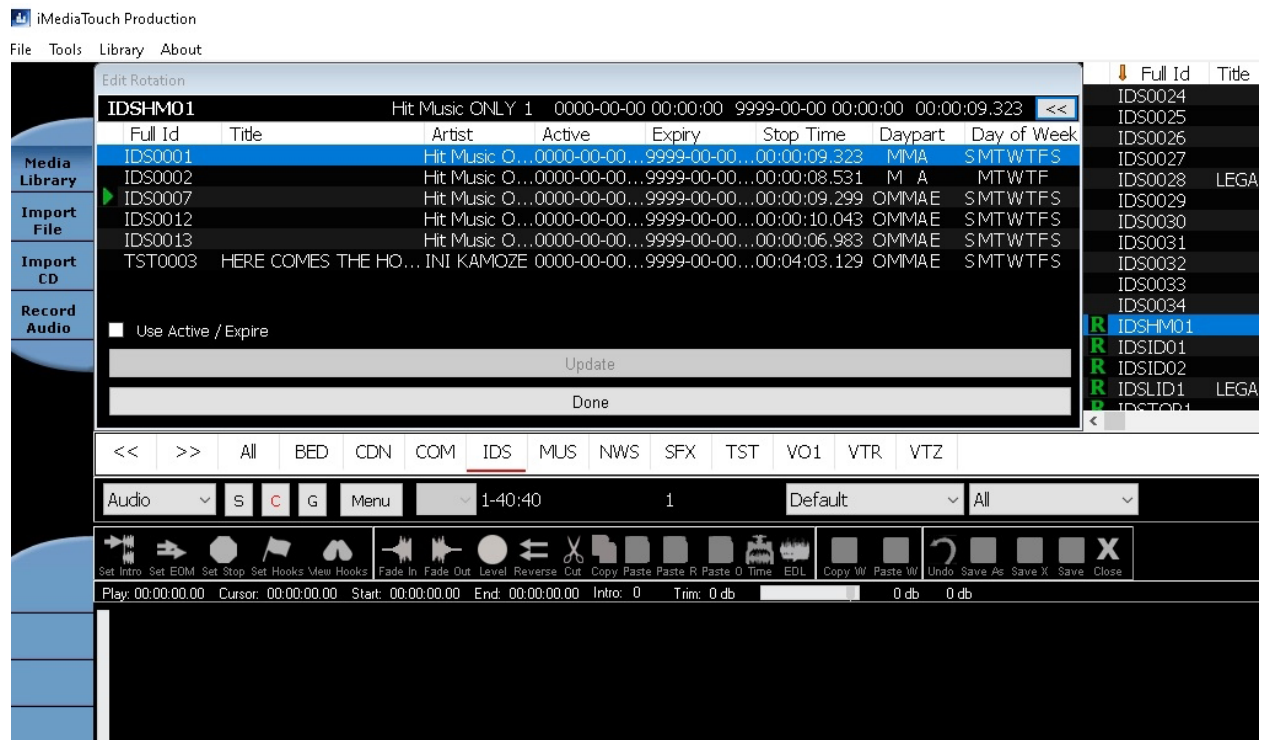 iMediaTouch Production
File Tools Library About
Edit Rotation
IDSHM01 Hit Music ONLY 1 0000-00-00 00:00:00 9999-00-00 00:00:00 00:00:09.323 <<
Full Id Title Artist Active Expiry Stop Time Daypart Day of Week
IDS0001 Hit Music O...0000-00-00...9999-00-00...00:00:09.323 MMA SMTWTFS
IDS0002 Hit Music O...0000-00-00...9999-00-00...00:00:08.531 M A MTWTF
IDS0007 Hit Music O...0000-00-00...9999-00-00...00:00:09.299 OMMAE SMTWTFS
IDS0012 Hit Music O...0000-00-00...9999-00-00...00:00:10.043 OMMAE SMTWTFS
IDS0013 Hit Music O...0000-00-00...9999-00-00...00:00:06.983 OMMAE SMTWTFS
TST0003 HERE COMES THE HO... INI KAMOZE 0000-00-00...9999-00-00...00:04:03.129 OMMAE SMTWTFS
Use Active / Expire
Update
Done
Full Id Title
IDS0024
IDS0025
IDS0026
IDS0027
IDS0028 LEGA
IDS0029
IDS0030
IDS0031
IDS0032
IDS0033
IDS0034
R IDSHM01
R IDSID01
R IDSID02
R IDSLID1 LEGA
R IDSTOP1
Media
Library
Import
File
Import
CD
Record
Audio
<< >> All BED CDN COM IDS MUS NWS SFX TST VO1 VTR VTZ
Audio S C G Menu 1-40:40 1 Default All
Set Intro Set EOM Set Stop Set Hooks View Hooks Fade In Fade Out Level Reverse Cut Copy Paste Paste R Paste O Time EDL Copy W Paste W Undo Save As Save X Save Close
Play: 00:00:00.00 Cursor: 00:00:00.00 Start: 00:00:00.00 End: 00:00:00.00 Intro: 0 Trim: 0 db 0 db 0 db